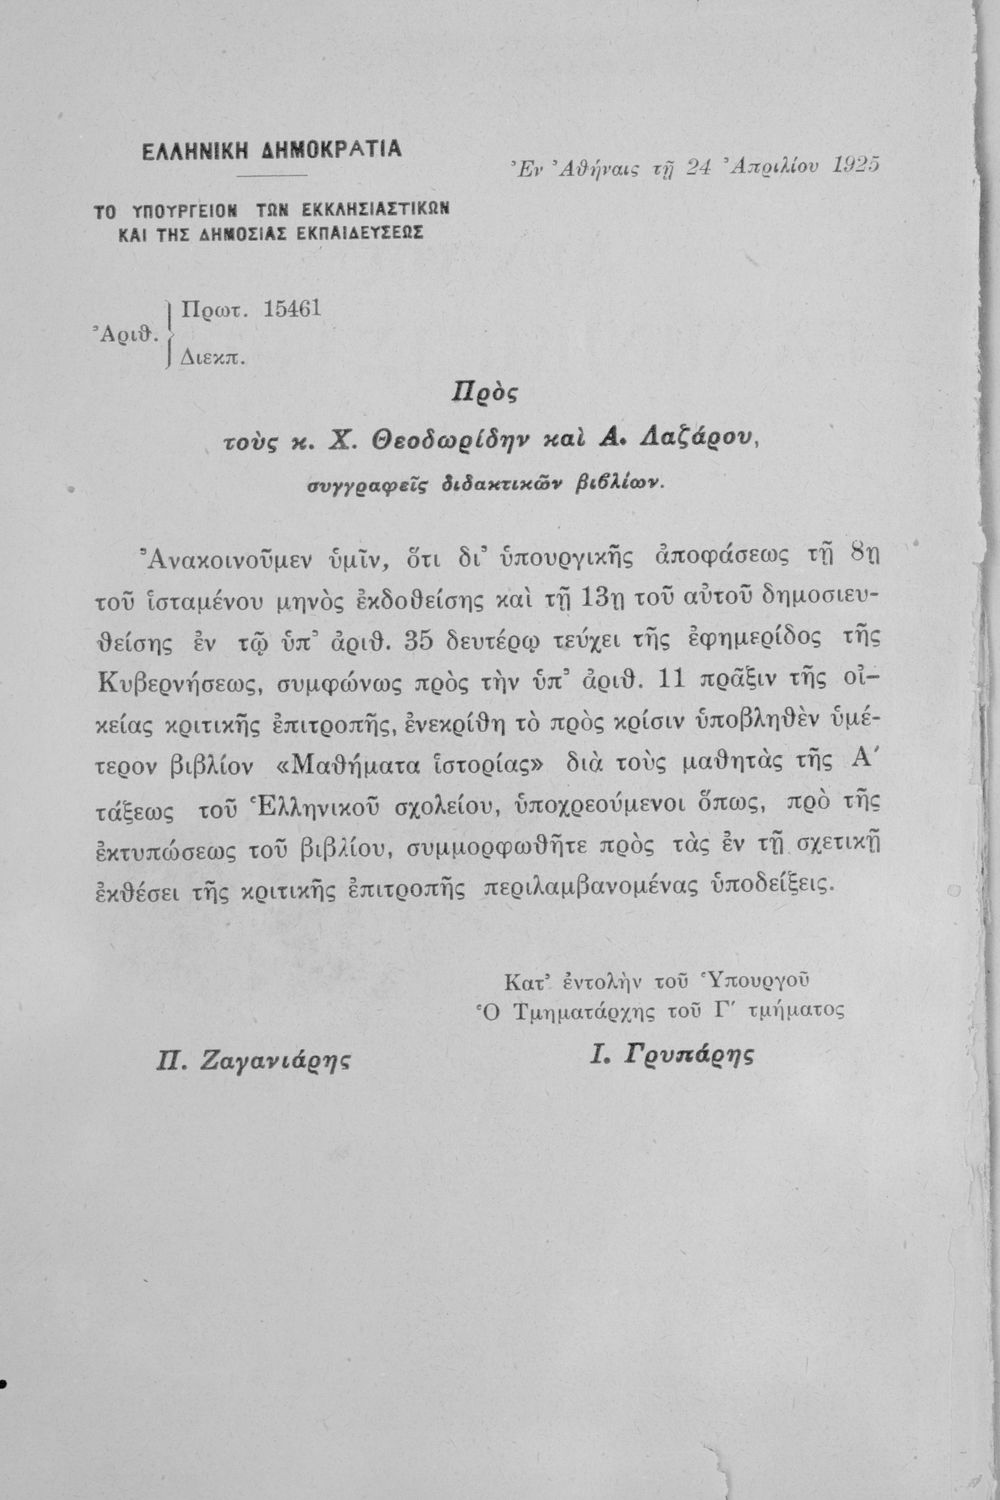 ΕΛΛΗΝΙΚΗ ΔΗΜΟΚΡΑΤΙΑ
Ἐν Ἀθήναις τῇ 24 Ἀπριλίου 1925
ΤΟ ΥΠΟΥΡΓΕΙΟΝ ΤΩΝ ΕΚΚΛΗΣΙΑΣΤΙΚΩΝ
ΚΑΙ ΤΗΣ ΔΗΜΟΣΙΑΣ ΕΚΠΑΙΔΕΥΣΕΩΣ
Πρωτ. 15461
Ἀριθ.
Διεκπ.
Πρὸς
τοὺς κ. Χ. Θεοδωρίδην καὶ Α. Λαζάρου,
συγγραφεῖς διδακτικῶν βιβλίων.
Ἀνακοινοῦμεν ὑμῖν, ὅτι δι᾽ ὑπουργικῆς ἀποφάσεως τῇ 8ῃ
τοῦ ἱσταμένου μηνὸς ἐκδοθείσης καὶ τῇ 13ῃ τοῦ αὐτοῦ δημοσιευ-
θείσης ἐν τῷ ὑπ᾽ ἀριθ. 35 δευτέρῳ τεύχει τῆς ἐφημερίδος τῆς
Κυβερνήσεως, συμφώνως πρὸς τὴν ὑπ᾽ ἀριθ. 11 πρᾶξιν τῆς οἰ-
κείας κριτικῆς ἐπιτροπῆς, ἐνεκρίθη τὸ πρὸς κρίσιν ὑποβληθὲν ὑμέ-
τερον βιβλίον «Μαθήματα ἱστορίας» διὰ τοὺς μαθητὰς τῆς Α΄
τάξεως τοῦ Ἑλληνικοῦ σχολείου, ὑποχρεούμενοι ὅπως, πρὸ τῆς
ἐκτυπώσεως τοῦ βιβλίου, συμμορφωθῆτε πρὸς τὰς ἐν τῇ σχετικῇ
ἐκθέσει τῆς κριτικῆς ἐπιτροπῆς περιλαμβανομένας ὑποδείξεις.
Κατ᾽ ἐντολὴν τοῦ Ὑπουργοῦ
Ὁ Τμηματάρχης τοῦ Γ΄ τμήματος
Π. Ζαγανιάρης
Ι. Γρυπάρης